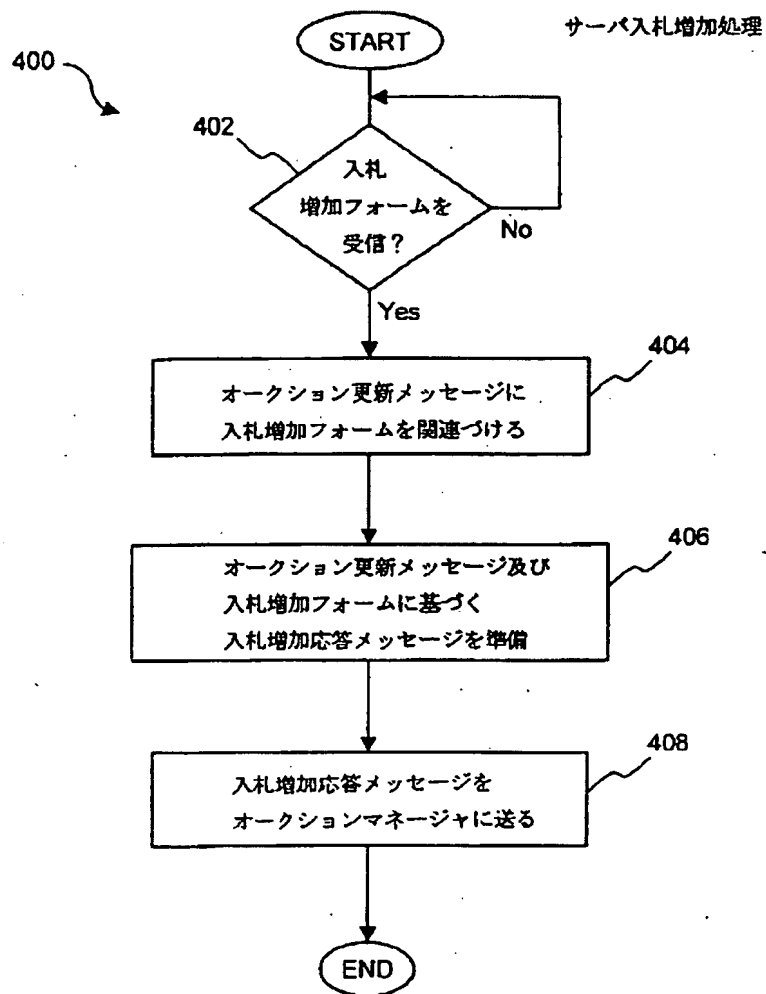 サーバ入札増加処理
400
START
402
入札
増加フォームを
受信?
No
Yes
404
オークション更新メッセージに
入札増加フォームを関連づける
406
オークション更新メッセージ及び
入札増加フォームに基づく
入札増加応答メッセージを準備
408
入札増加応答メッセージを
オークションマネージャに送る
END